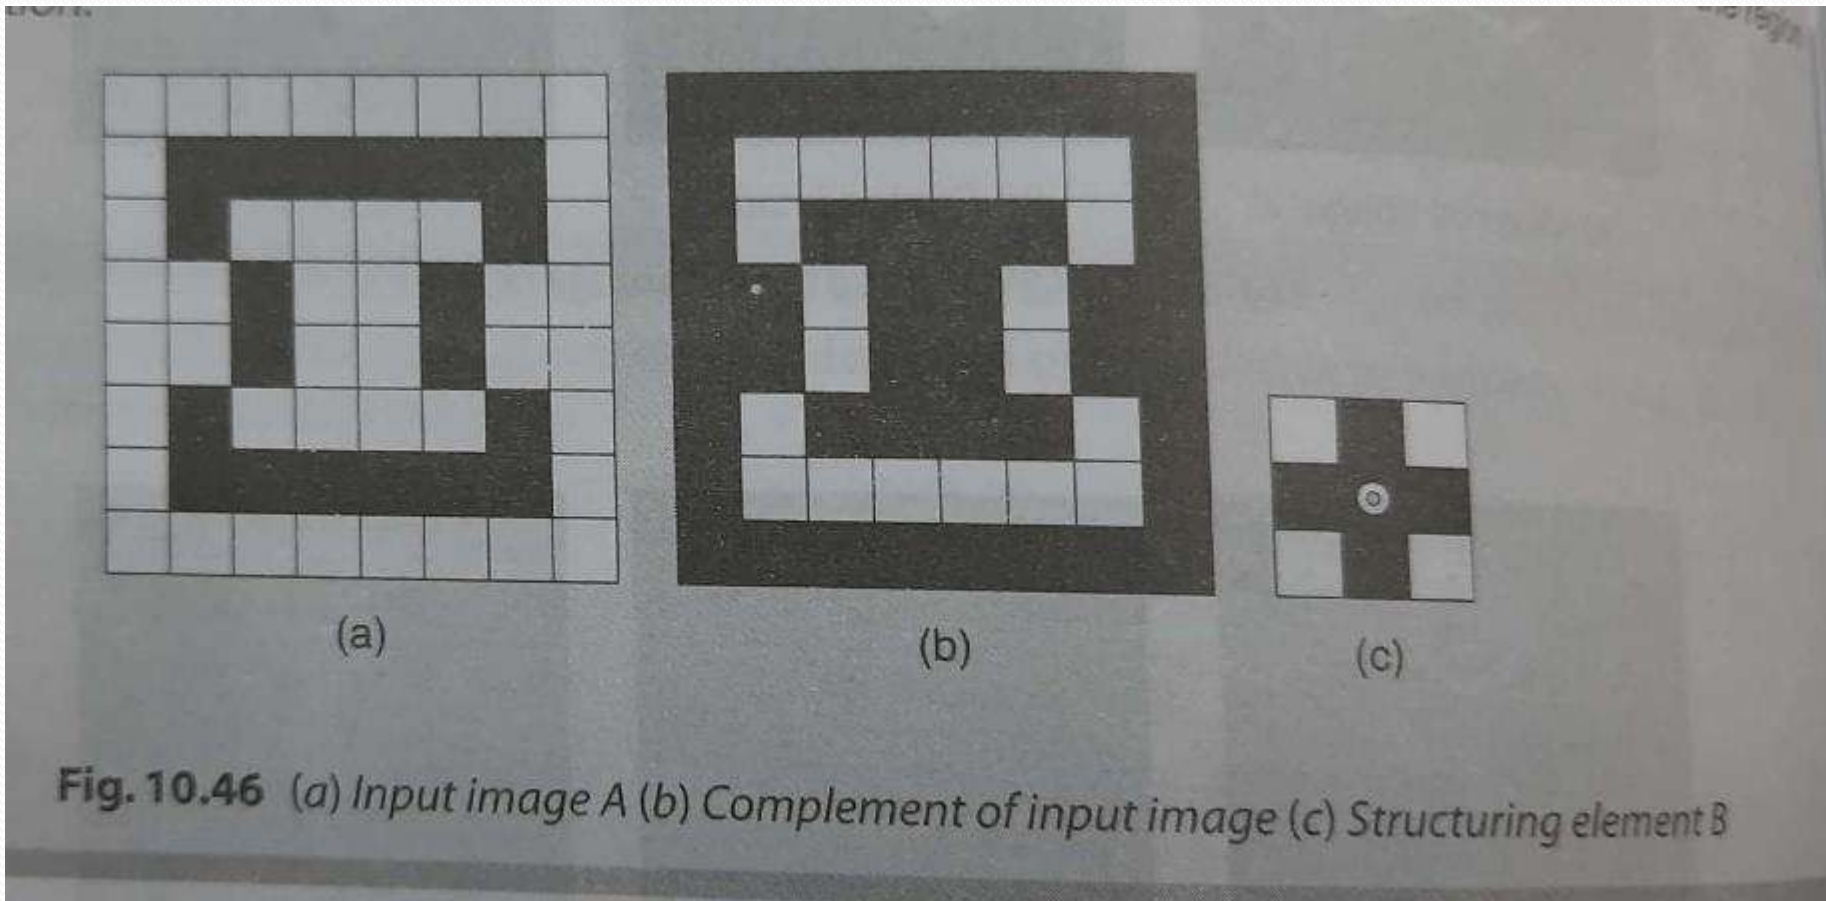 (a)
(b)
(c)
Fig. 10.46 (a) Input image A (b) Complement of input image (c) Structuring element B